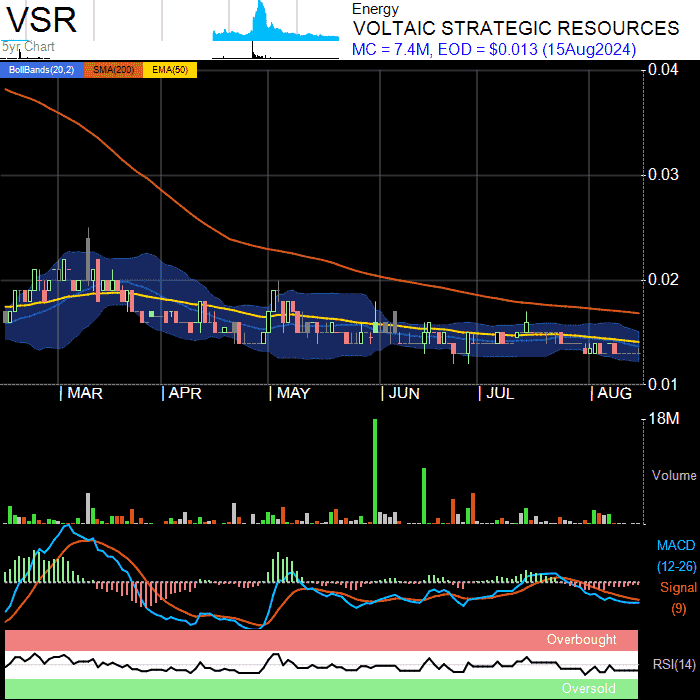 VSR
5yr Chart
Energy
VOLTAIC STRATEGIC RESOURCES
MC = 7.4M, EOD = $0.013 (15Aug2024)
BollBands(20,2) SMA(200) EMA(50)
0.04
0.03
0.02
0.01
MAR APR MAY JUN JUL AUG
18M
Volume
MACD
(12-26)
Signal
(9)
Overbought
RSI(14)
Oversold